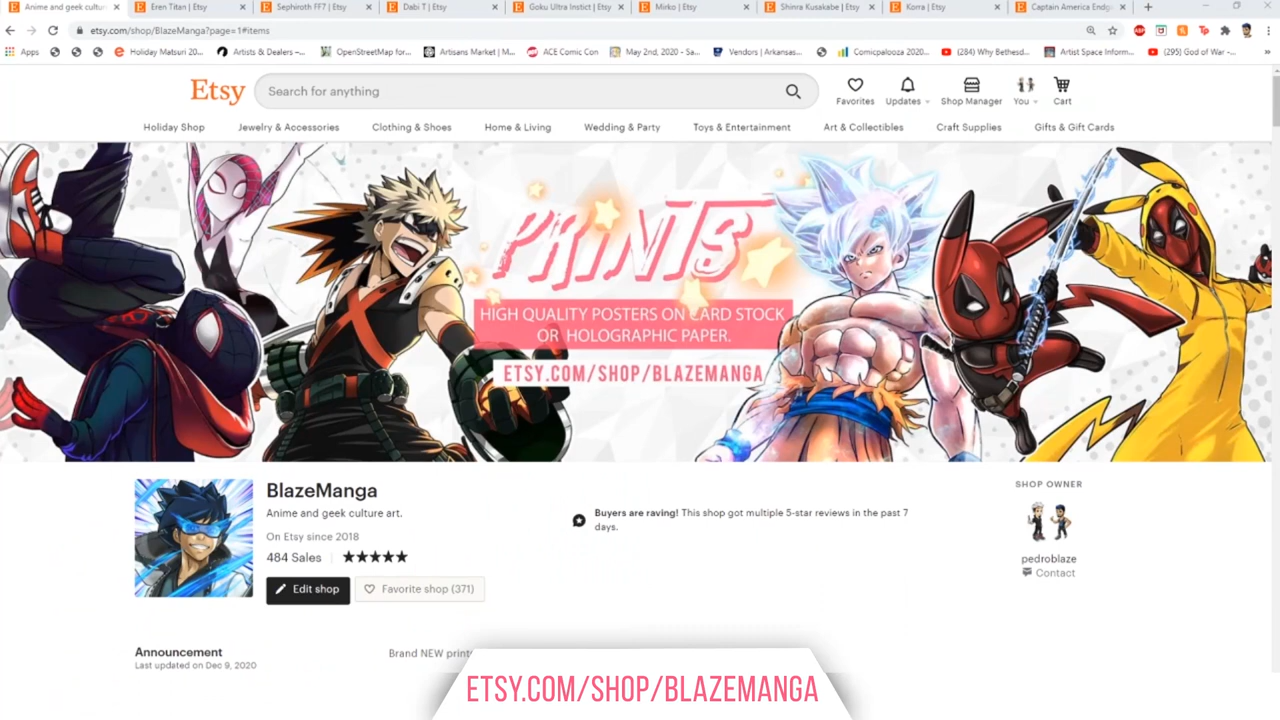 Anime and geek cultur
Eren Titan | Etsy
Sephiroth FF7 | Etsy
Dabi T | Etsy
Goku Ultra Instict | Etsy
Mirko | Etsy
Shinra Kusakabe | Etsy
Korra | Etsy
Captain America Endg
etsy.com/shop/BlazeManga?page=1#items
Apps
Holiday Matsuri 20...
Artists & Dealers –...
OpenStreetMap for...
Artisans Market | M...
ACE Comic Con
May 2nd, 2020 - Sa...
Vendors | Arkansas...
Comicpalooza 2020...
(284) Why Bethesd...
Artist Space Inform...
(295) God of War -...
Etsy
Search for anything
Favorites
Updates
Shop Manager
You
Cart
Holiday Shop
Jewelry & Accessories
Clothing & Shoes
Home & Living
Wedding & Party
Toys & Entertainment
Art & Collectibles
Craft Supplies
Gifts & Gift Cards
PRINTS
HIGH QUALITY POSTERS ON CARD STOCK
OR HOLOGRAPHIC PAPER.
ETSY.COM/SHOP/BLAZEMANGA
BlazeManga
Anime and geek culture art.
On Etsy since 2018
484 Sales
Edit shop
Favorite shop (371)
Buyers are raving! This shop got multiple 5-star reviews in the past 7
days.
SHOP OWNER
pedroblaze
Contact
Announcement
Last updated on Dec 9, 2020
Brand NEW print
ETSY.COM/SHOP/BLAZEMANGA